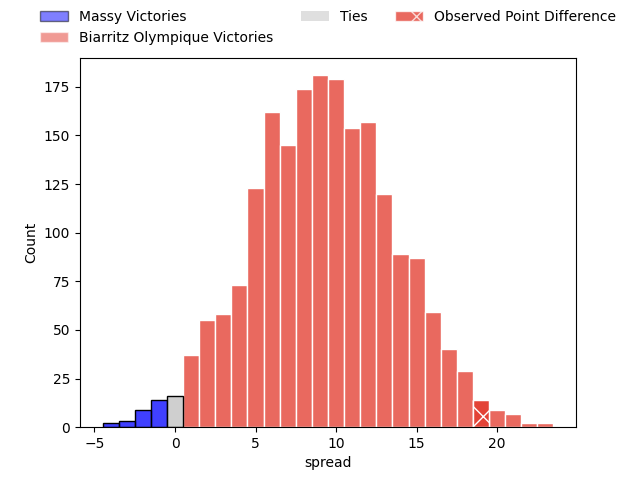 Massy Victories
Ties
Observed Point Difference
Biarritz Olympique Victories
Count
175
150
125
100
75
50
25
0
−5
0
5
10
15
20
spread